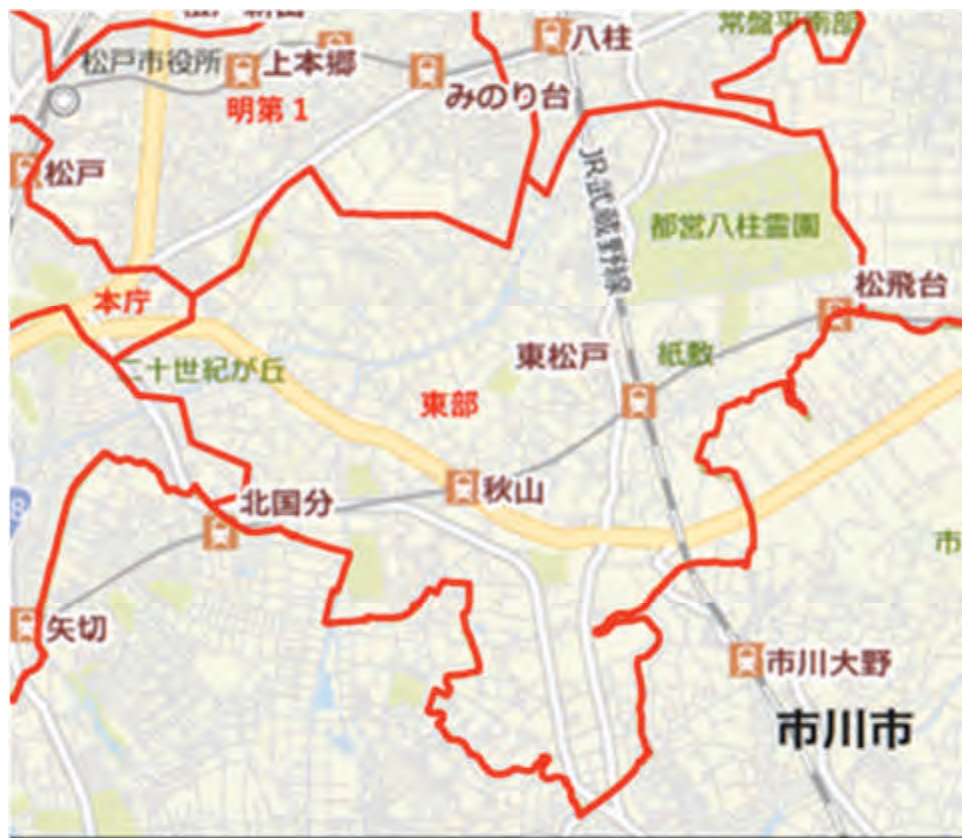 常盤平南部
八柱
松戸市役所
上本郷
みのり台
明第1
松戸
JR武蔵野線
都営八柱霊園
松飛台
本庁
東松戸
紙敷
二十世紀が丘
東部
秋山
北国分
市
矢切
市川大野
市川市